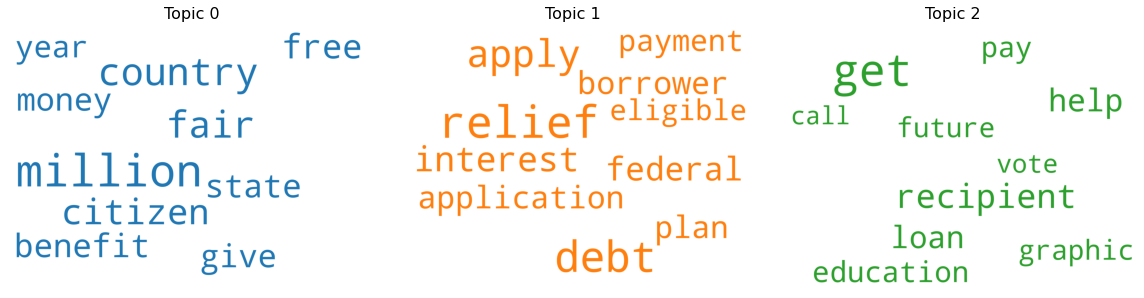 Topic 0
year
free
country
money
fair
million
state
citizen
benefit
give
Topic 1
payment
apply
borrower
eligible
relief
interest
federal
application
plan
debt
Topic 2
pay
get
help
call
future
vote
recipient
loan
graphic
education